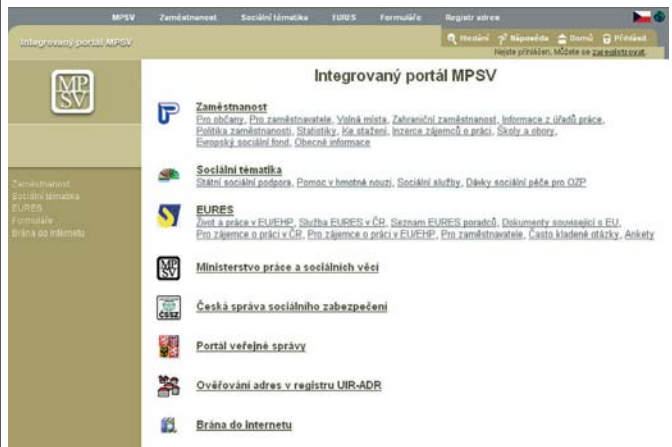 MPSV Zaměstnanost Sociální tématika EURES Formuláře Registr adres
Integrovaný portál MPSV
Hledání Nápověda Domů Přihlásit
Nejste přihlášen. Můžete se zaregistrovat.
MPSV
Integrovaný portál MPSV
Zaměstnanost
Pro občany, Pro zaměstnavatele, Volná místa, Zahraniční zaměstnanost, Informace z úřadů práce,
Politika zaměstnanosti, Statistiky, Ke stažení, Inzerce zájemců o práci, Školy a obory,
Evropský sociální fond, Obecné informace
Zaměstnanost
Sociální tématika
EURES
Formuláře
Brána do Internetu
Sociální tématika
Státní sociální podpora, Pomoc v hmotné nouzi, Sociální služby, Dávky sociální péče pro OZP
EURES
Život a práce v EU/EHP, Služba EURES v ČR, Seznam EURES poradců, Dokumenty související s EU,
Pro zájemce o práci v ČR, Pro zájemce o práci v EU/EHP, Pro zaměstnavatele, Často kladené otázky, Ankety
MPSV
Ministerstvo práce a sociálních věcí
ČSSZ
Česká správa sociálního zabezpečení
Portál veřejné správy
Ověřování adres v registru UIR-ADR
Brána do internetu